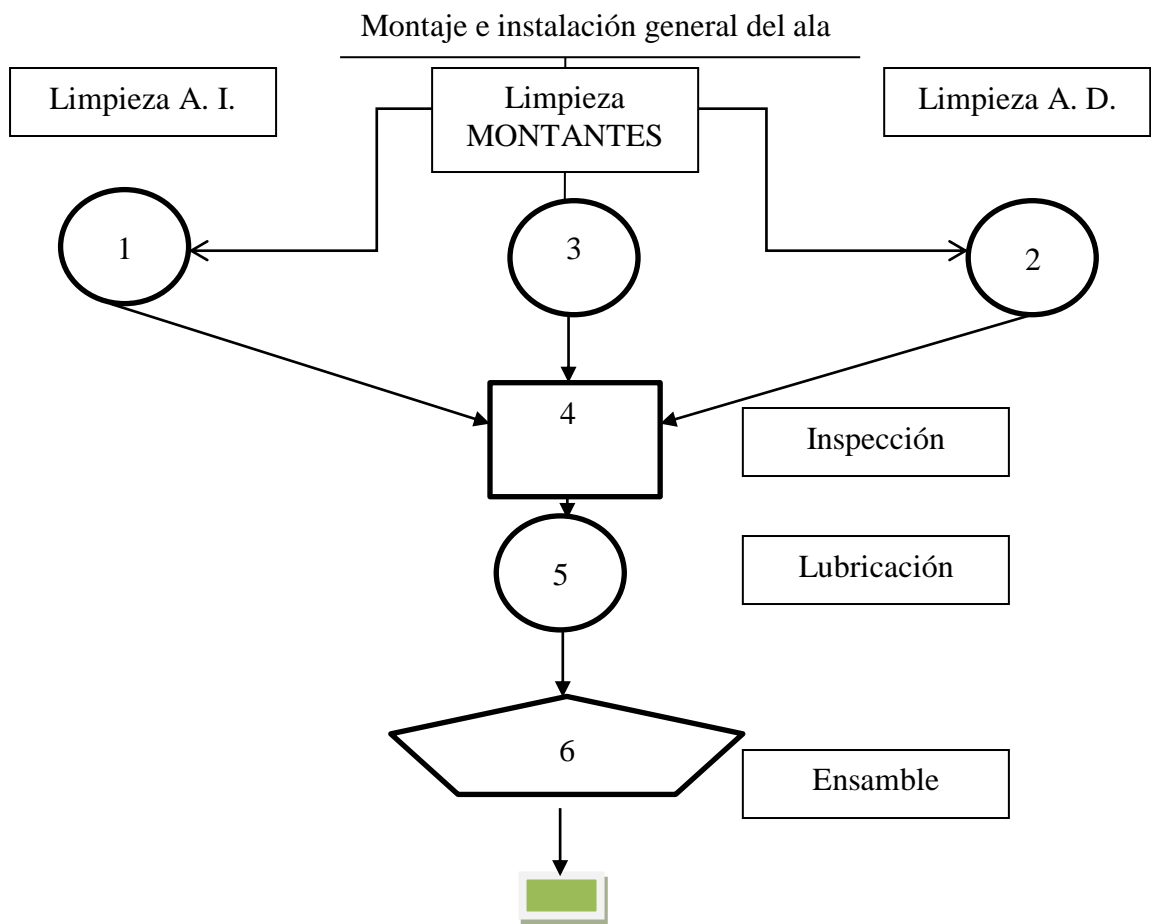 Montaje e instalación general del ala
Limpieza A. I.
Limpieza
MONTANTES
Limpieza A. D.
1
3
2
4
Inspección
5
Lubricación
6
Ensamble